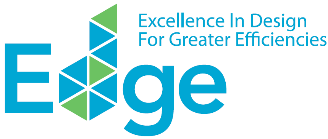 Excellence In Design
For Greater Efficiencies
Edge